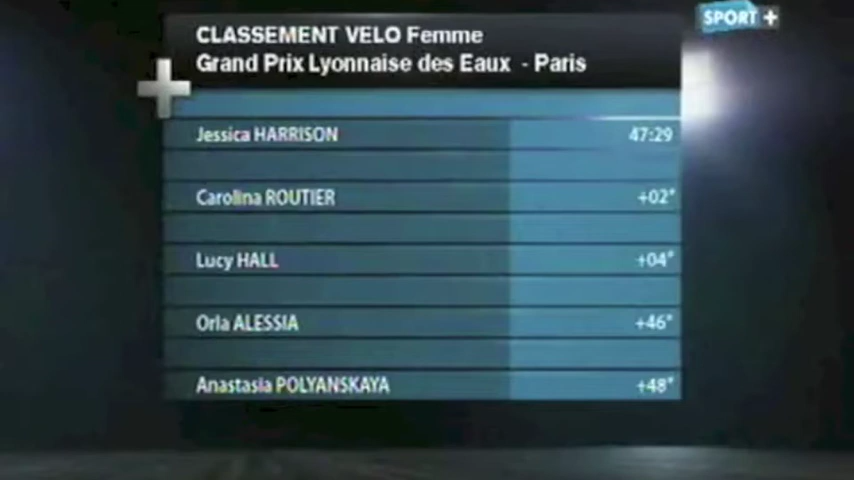 SPORT+
CLASSEMENT VELO Femme
Grand Prix Lyonnaise des Eaux - Paris
Jessica HARRISON 47:29
Carolina ROUTIER +02"
Lucy HALL +04"
Orla ALESSIA +46"
Anastasia POLYANSKAYA +48"